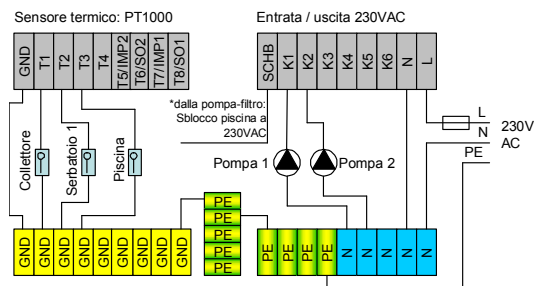 Sensore termico: PT1000
Entrata / uscita 230VAC
GND
T1
T2
T3
T4
T5/IMP2
T6/SO2
T7/IMP1
T8/SO1
SCHB
K1
K2
K3
K4
K5
K6
N
L
*dalla pompa-filtro:
Sblocco piscina a
230VAC
L
N
PE
230V
AC
Collettore
Serbatoio 1
Piscina
Pompa 1
Pompa 2
PE
PE
PE
PE
PE
GND
GND
GND
GND
GND
GND
GND
GND
PE
PE
PE
PE
N
N
N
N
N